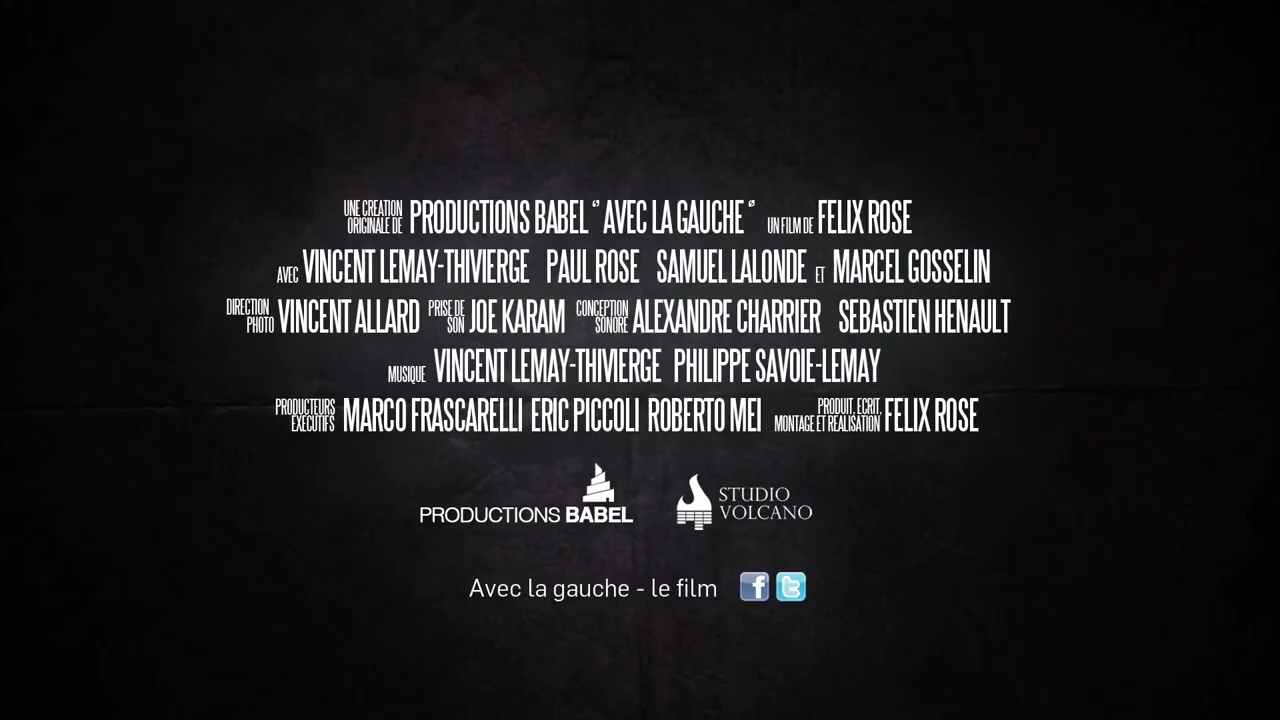 UNE CREATION ORIGINALE DE PRODUCTIONS BABEL " AVEC LA GAUCHE " UN FILM DE FELIX ROSE
AVEC VINCENT LEMAY-THIVIERGE PAUL ROSE SAMUEL LALONDE ET MARCEL GOSSELIN
DIRECTION PHOTO VINCENT ALLARD PRISE DE SON JOE KARAM CONCEPTION SONORE ALEXANDRE CHARRIER SEBASTIEN HENAULT
MUSIQUE VINCENT LEMAY-THIVIERGE PHILIPPE SAVOIE-LEMAY
PRODUCTEURS EXECUTIFS MARCO FRASCARELLI ERIC PICCOLI ROBERTO MEI PRODUIT, ECRIT, MONTAGE ET REALISATION FELIX ROSE
PRODUCTIONS BABEL
STUDIO
VOLCANO
Avec la gauche - le film